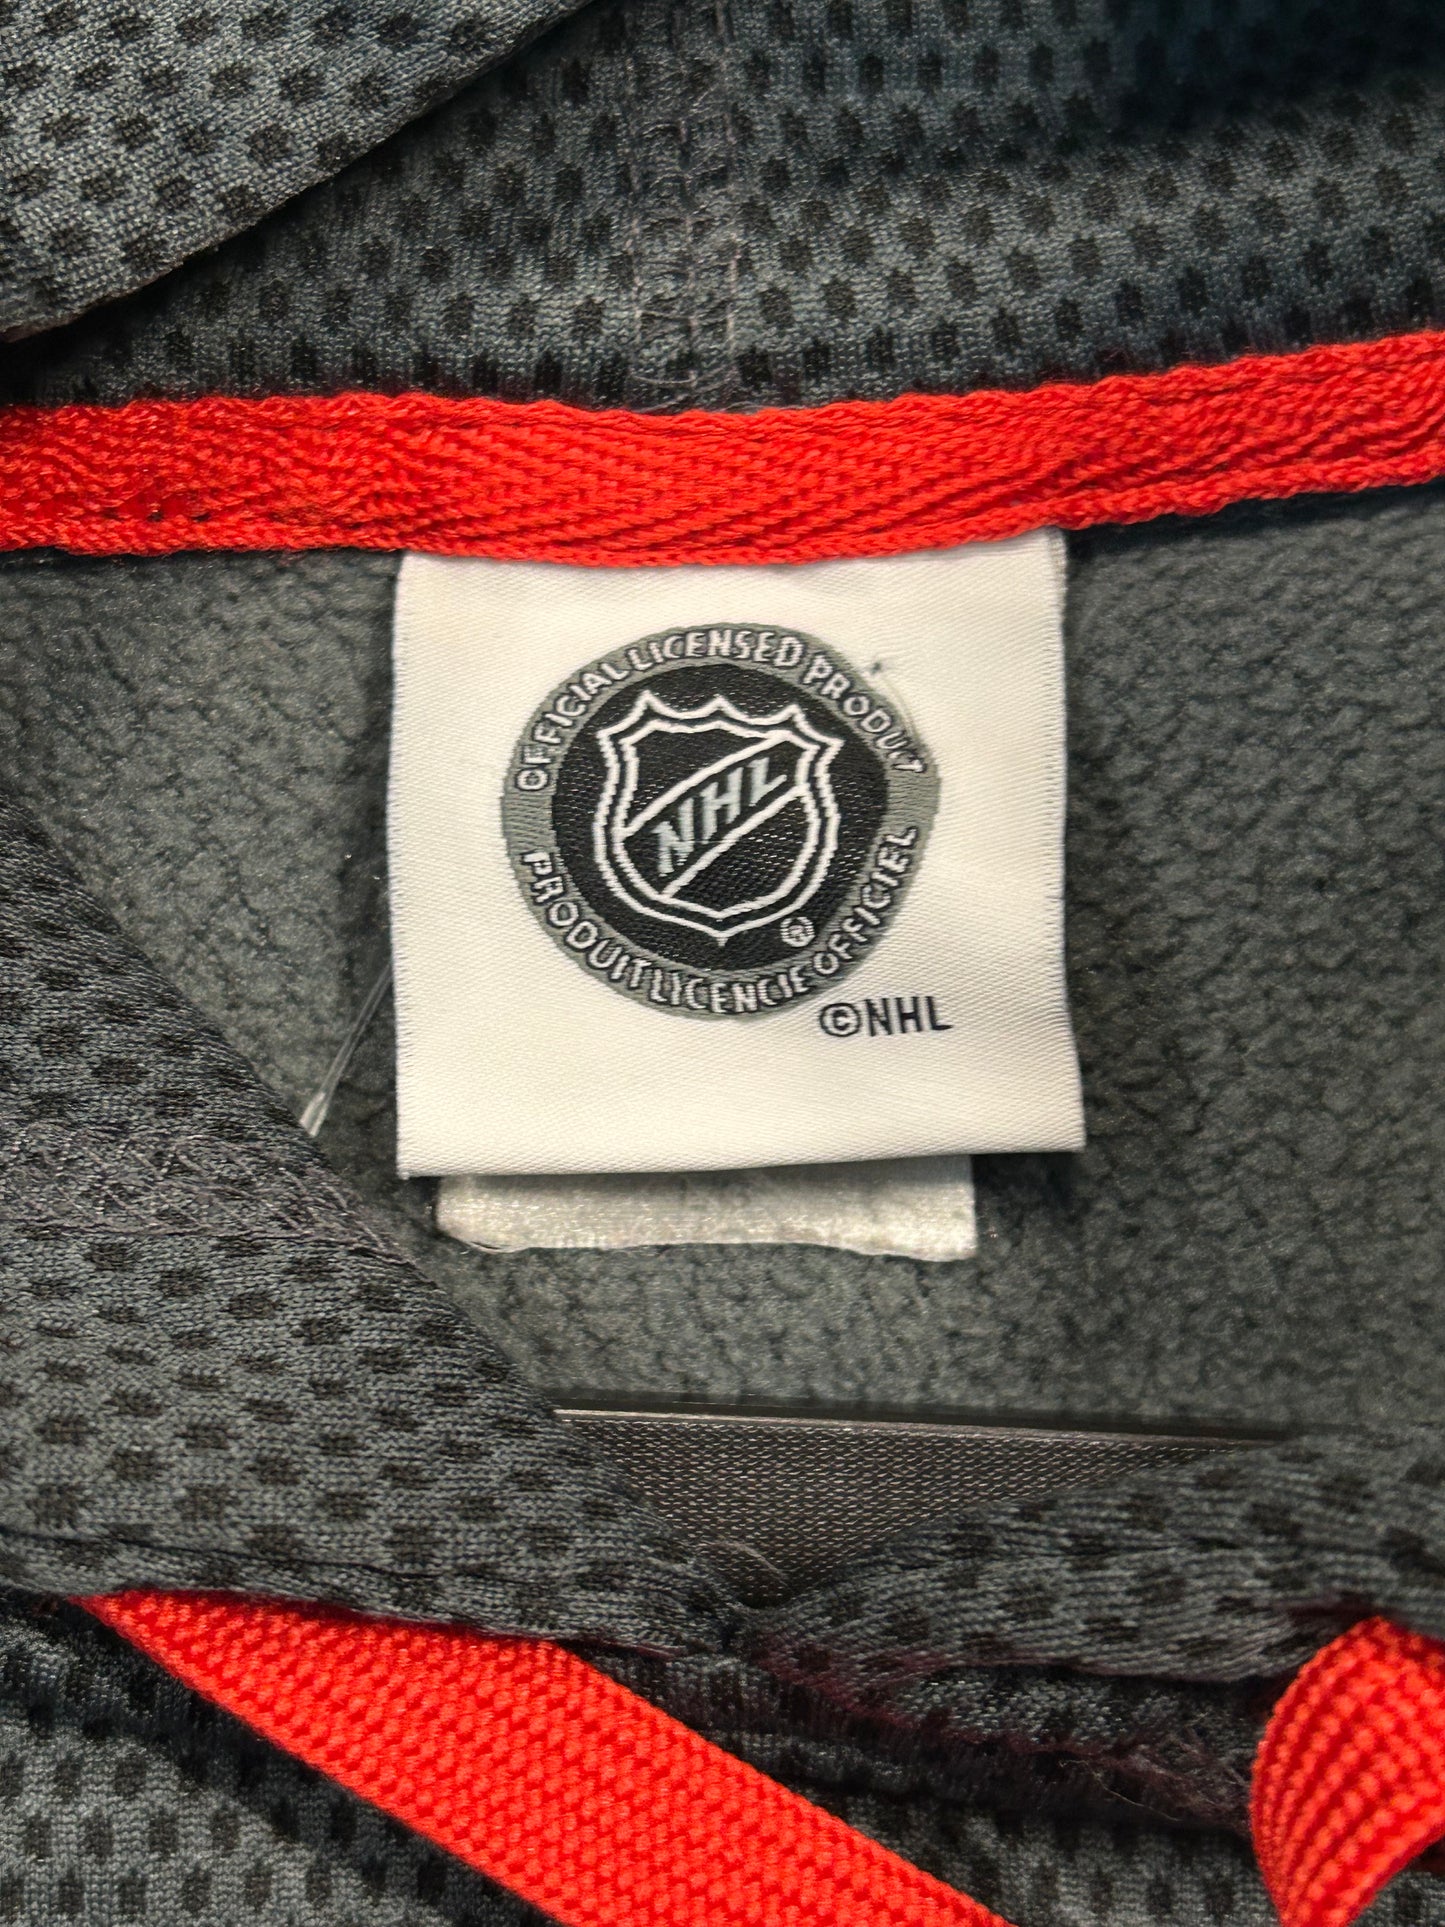 OFFICIAL LICENSED PRODUCT
NHL
®
PRODUIT LICENCIE OFFICIEL
©NHL